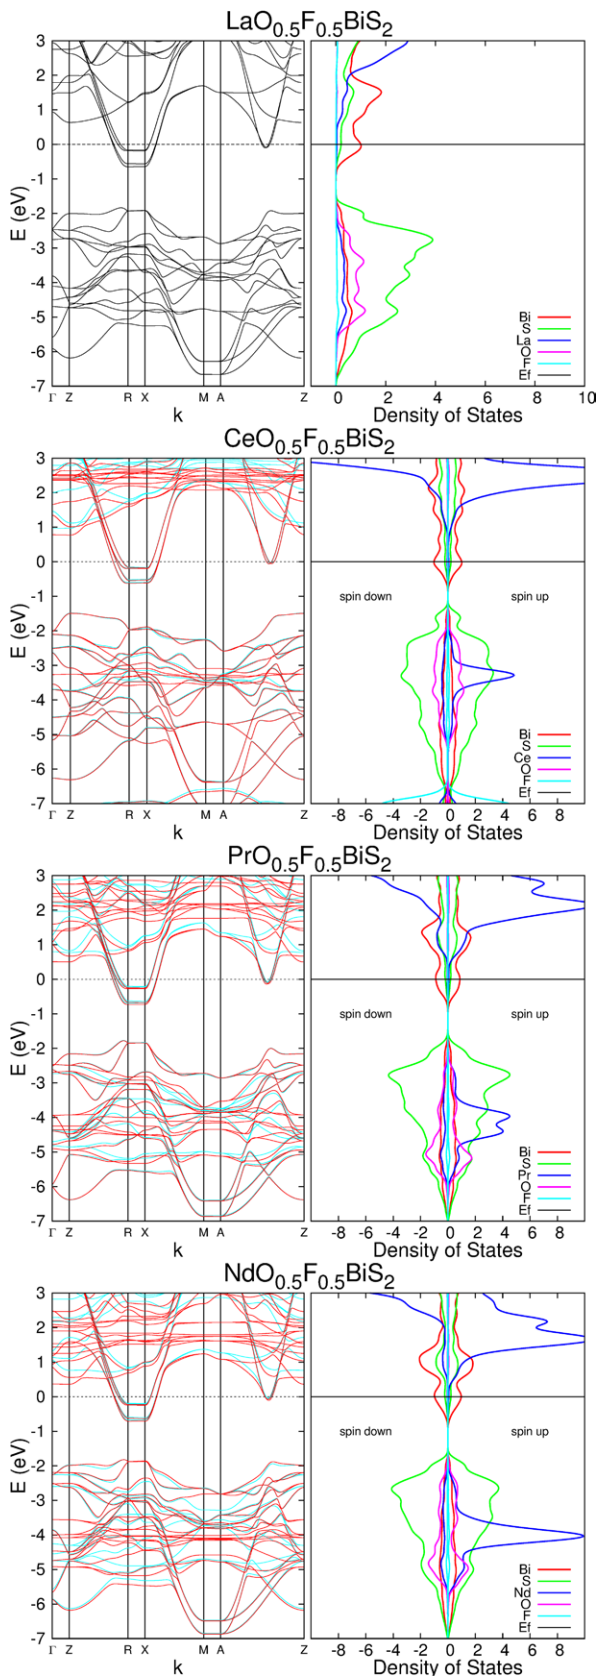 LaO0.5F0.5BiS2
E (eV)
3
2
1
0
-1
-2
-3
-4
-5
-6
-7
Γ Z R X M A Z
k
Bi
S
La
O
F
Ef
0 2 4 6 8 10
Density of States
CeO0.5F0.5BiS2
E (eV)
3
2
1
0
-1
-2
-3
-4
-5
-6
-7
Γ Z R X M A Z
k
spin down spin up
Bi
S
Ce
O
F
Ef
-8 -6 -4 -2 0 2 4 6 8
Density of States
PrO0.5F0.5BiS2
E (eV)
3
2
1
0
-1
-2
-3
-4
-5
-6
-7
Γ Z R X M A Z
k
spin down spin up
Bi
S
Pr
O
F
Ef
-8 -6 -4 -2 0 2 4 6 8
Density of States
NdO0.5F0.5BiS2
E (eV)
3
2
1
0
-1
-2
-3
-4
-5
-6
-7
Γ Z R X M A Z
k
spin down spin up
Bi
S
Nd
O
F
Ef
-8 -6 -4 -2 0 2 4 6 8
Density of States